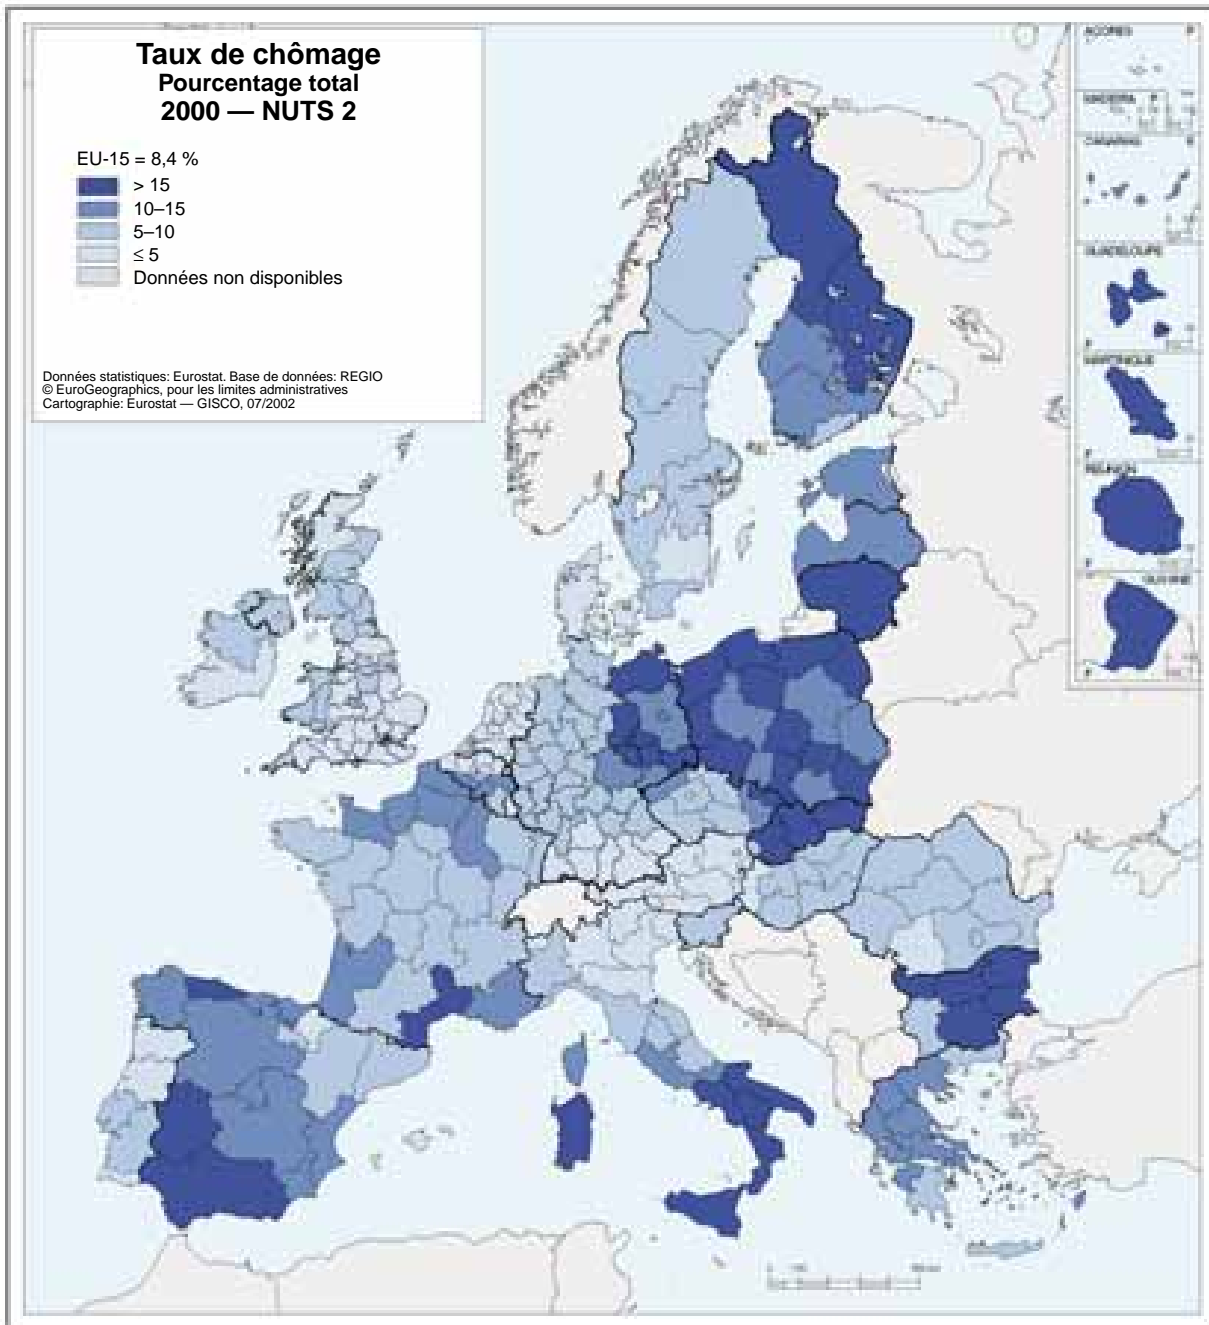 Taux de chômage
Pourcentage total
2000 — NUTS 2
EU-15 = 8,4 %
> 15
10–15
5–10
≤ 5
Données non disponibles
Données statistiques: Eurostat. Base de données: REGIO
© EuroGeographics, pour les limites administratives
Cartographie: Eurostat — GISCO, 07/2002
AÇORES P
MADEIRA P
CANARIAS E
GUADELOUPE
F
MARTINIQUE
F
RÉUNION
F
GUYANE
F